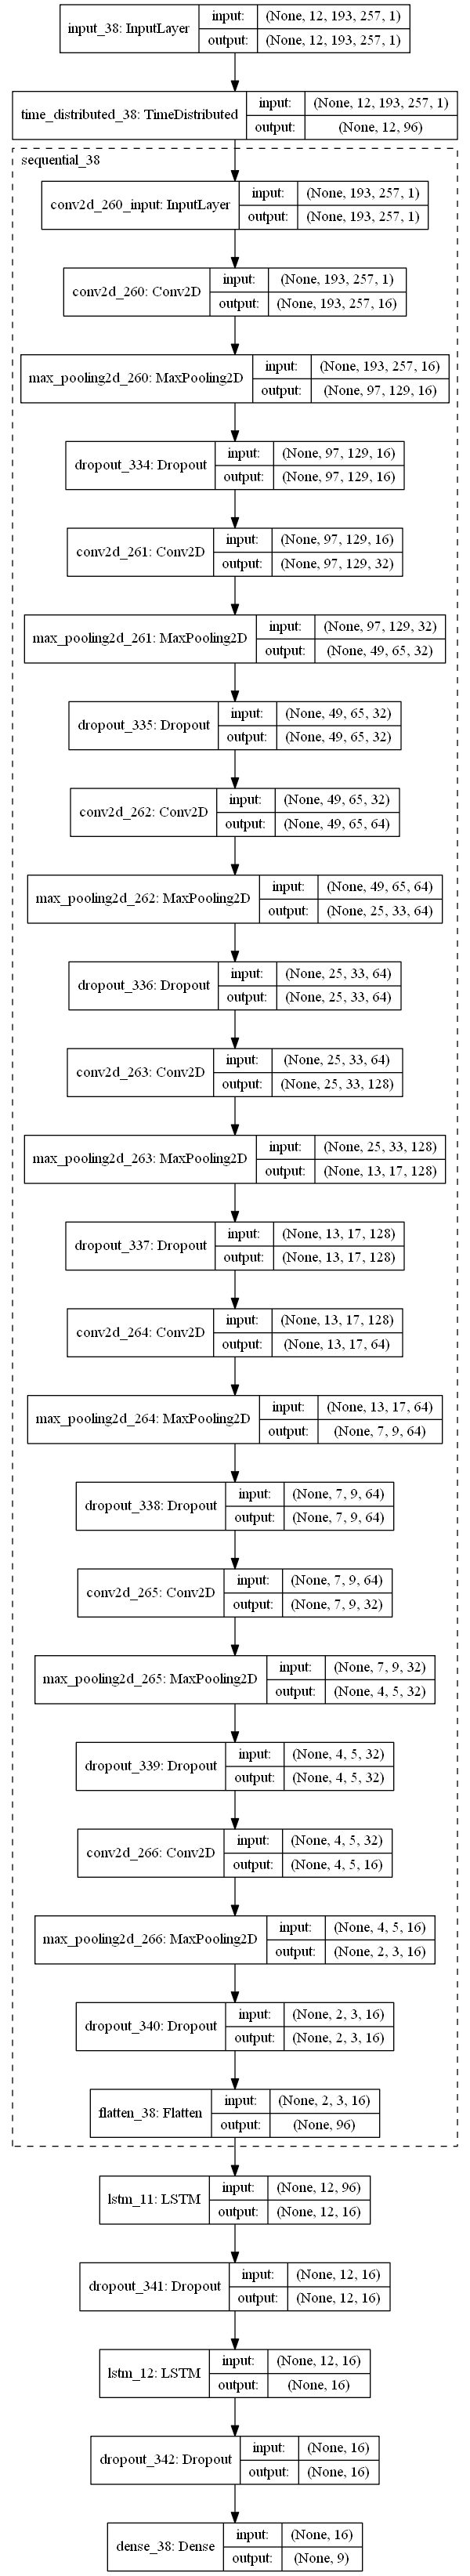 input_38: InputLayer
input: (None, 12, 193, 257, 1)
output: (None, 12, 193, 257, 1)
time_distributed_38: TimeDistributed
input: (None, 12, 193, 257, 1)
output: (None, 12, 96)
sequential_38
conv2d_260_input: InputLayer
input: (None, 193, 257, 1)
output: (None, 193, 257, 1)
conv2d_260: Conv2D
input: (None, 193, 257, 1)
output: (None, 193, 257, 16)
max_pooling2d_260: MaxPooling2D
input: (None, 193, 257, 16)
output: (None, 97, 129, 16)
dropout_334: Dropout
input: (None, 97, 129, 16)
output: (None, 97, 129, 16)
conv2d_261: Conv2D
input: (None, 97, 129, 16)
output: (None, 97, 129, 32)
max_pooling2d_261: MaxPooling2D
input: (None, 97, 129, 32)
output: (None, 49, 65, 32)
dropout_335: Dropout
input: (None, 49, 65, 32)
output: (None, 49, 65, 32)
conv2d_262: Conv2D
input: (None, 49, 65, 32)
output: (None, 49, 65, 64)
max_pooling2d_262: MaxPooling2D
input: (None, 49, 65, 64)
output: (None, 25, 33, 64)
dropout_336: Dropout
input: (None, 25, 33, 64)
output: (None, 25, 33, 64)
conv2d_263: Conv2D
input: (None, 25, 33, 64)
output: (None, 25, 33, 128)
max_pooling2d_263: MaxPooling2D
input: (None, 25, 33, 128)
output: (None, 13, 17, 128)
dropout_337: Dropout
input: (None, 13, 17, 128)
output: (None, 13, 17, 128)
conv2d_264: Conv2D
input: (None, 13, 17, 128)
output: (None, 13, 17, 64)
max_pooling2d_264: MaxPooling2D
input: (None, 13, 17, 64)
output: (None, 7, 9, 64)
dropout_338: Dropout
input: (None, 7, 9, 64)
output: (None, 7, 9, 64)
conv2d_265: Conv2D
input: (None, 7, 9, 64)
output: (None, 7, 9, 32)
max_pooling2d_265: MaxPooling2D
input: (None, 7, 9, 32)
output: (None, 4, 5, 32)
dropout_339: Dropout
input: (None, 4, 5, 32)
output: (None, 4, 5, 32)
conv2d_266: Conv2D
input: (None, 4, 5, 32)
output: (None, 4, 5, 16)
max_pooling2d_266: MaxPooling2D
input: (None, 4, 5, 16)
output: (None, 2, 3, 16)
dropout_340: Dropout
input: (None, 2, 3, 16)
output: (None, 2, 3, 16)
flatten_38: Flatten
input: (None, 2, 3, 16)
output: (None, 96)
lstm_11: LSTM
input: (None, 12, 96)
output: (None, 12, 16)
dropout_341: Dropout
input: (None, 12, 16)
output: (None, 12, 16)
lstm_12: LSTM
input: (None, 12, 16)
output: (None, 16)
dropout_342: Dropout
input: (None, 16)
output: (None, 16)
dense_38: Dense
input: (None, 16)
output: (None, 9)